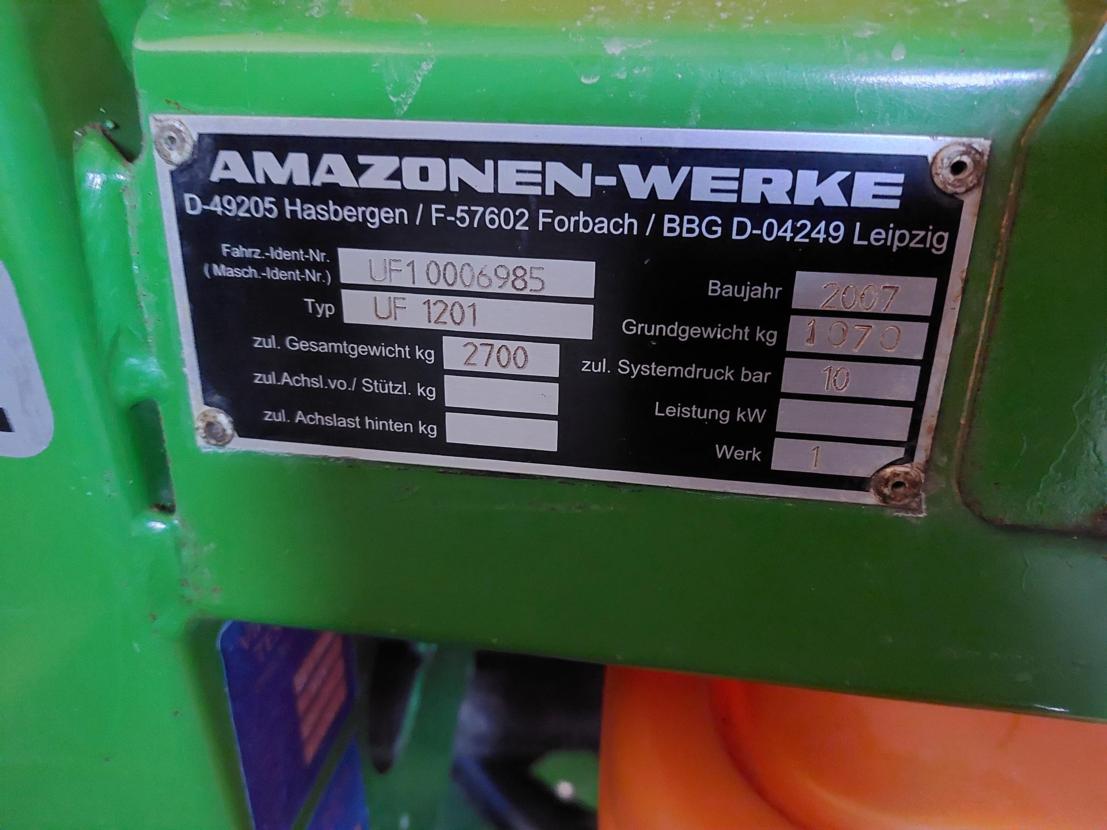 AMAZONEN-WERKE
D-49205 Hasbergen / F-57602 Forbach / BBG D-04249 Leipzig
Fahrz.-Ident-Nr.
(Masch.-Ident-Nr.) UF1 0006985
Typ UF 1201
zul. Gesamtgewicht kg 2700
zul.Achsl.vo./ Stützl. kg
zul. Achslast hinten kg
Baujahr 2007
Grundgewicht kg 1070
zul. Systemdruck bar 10
Leistung kW
Werk 1